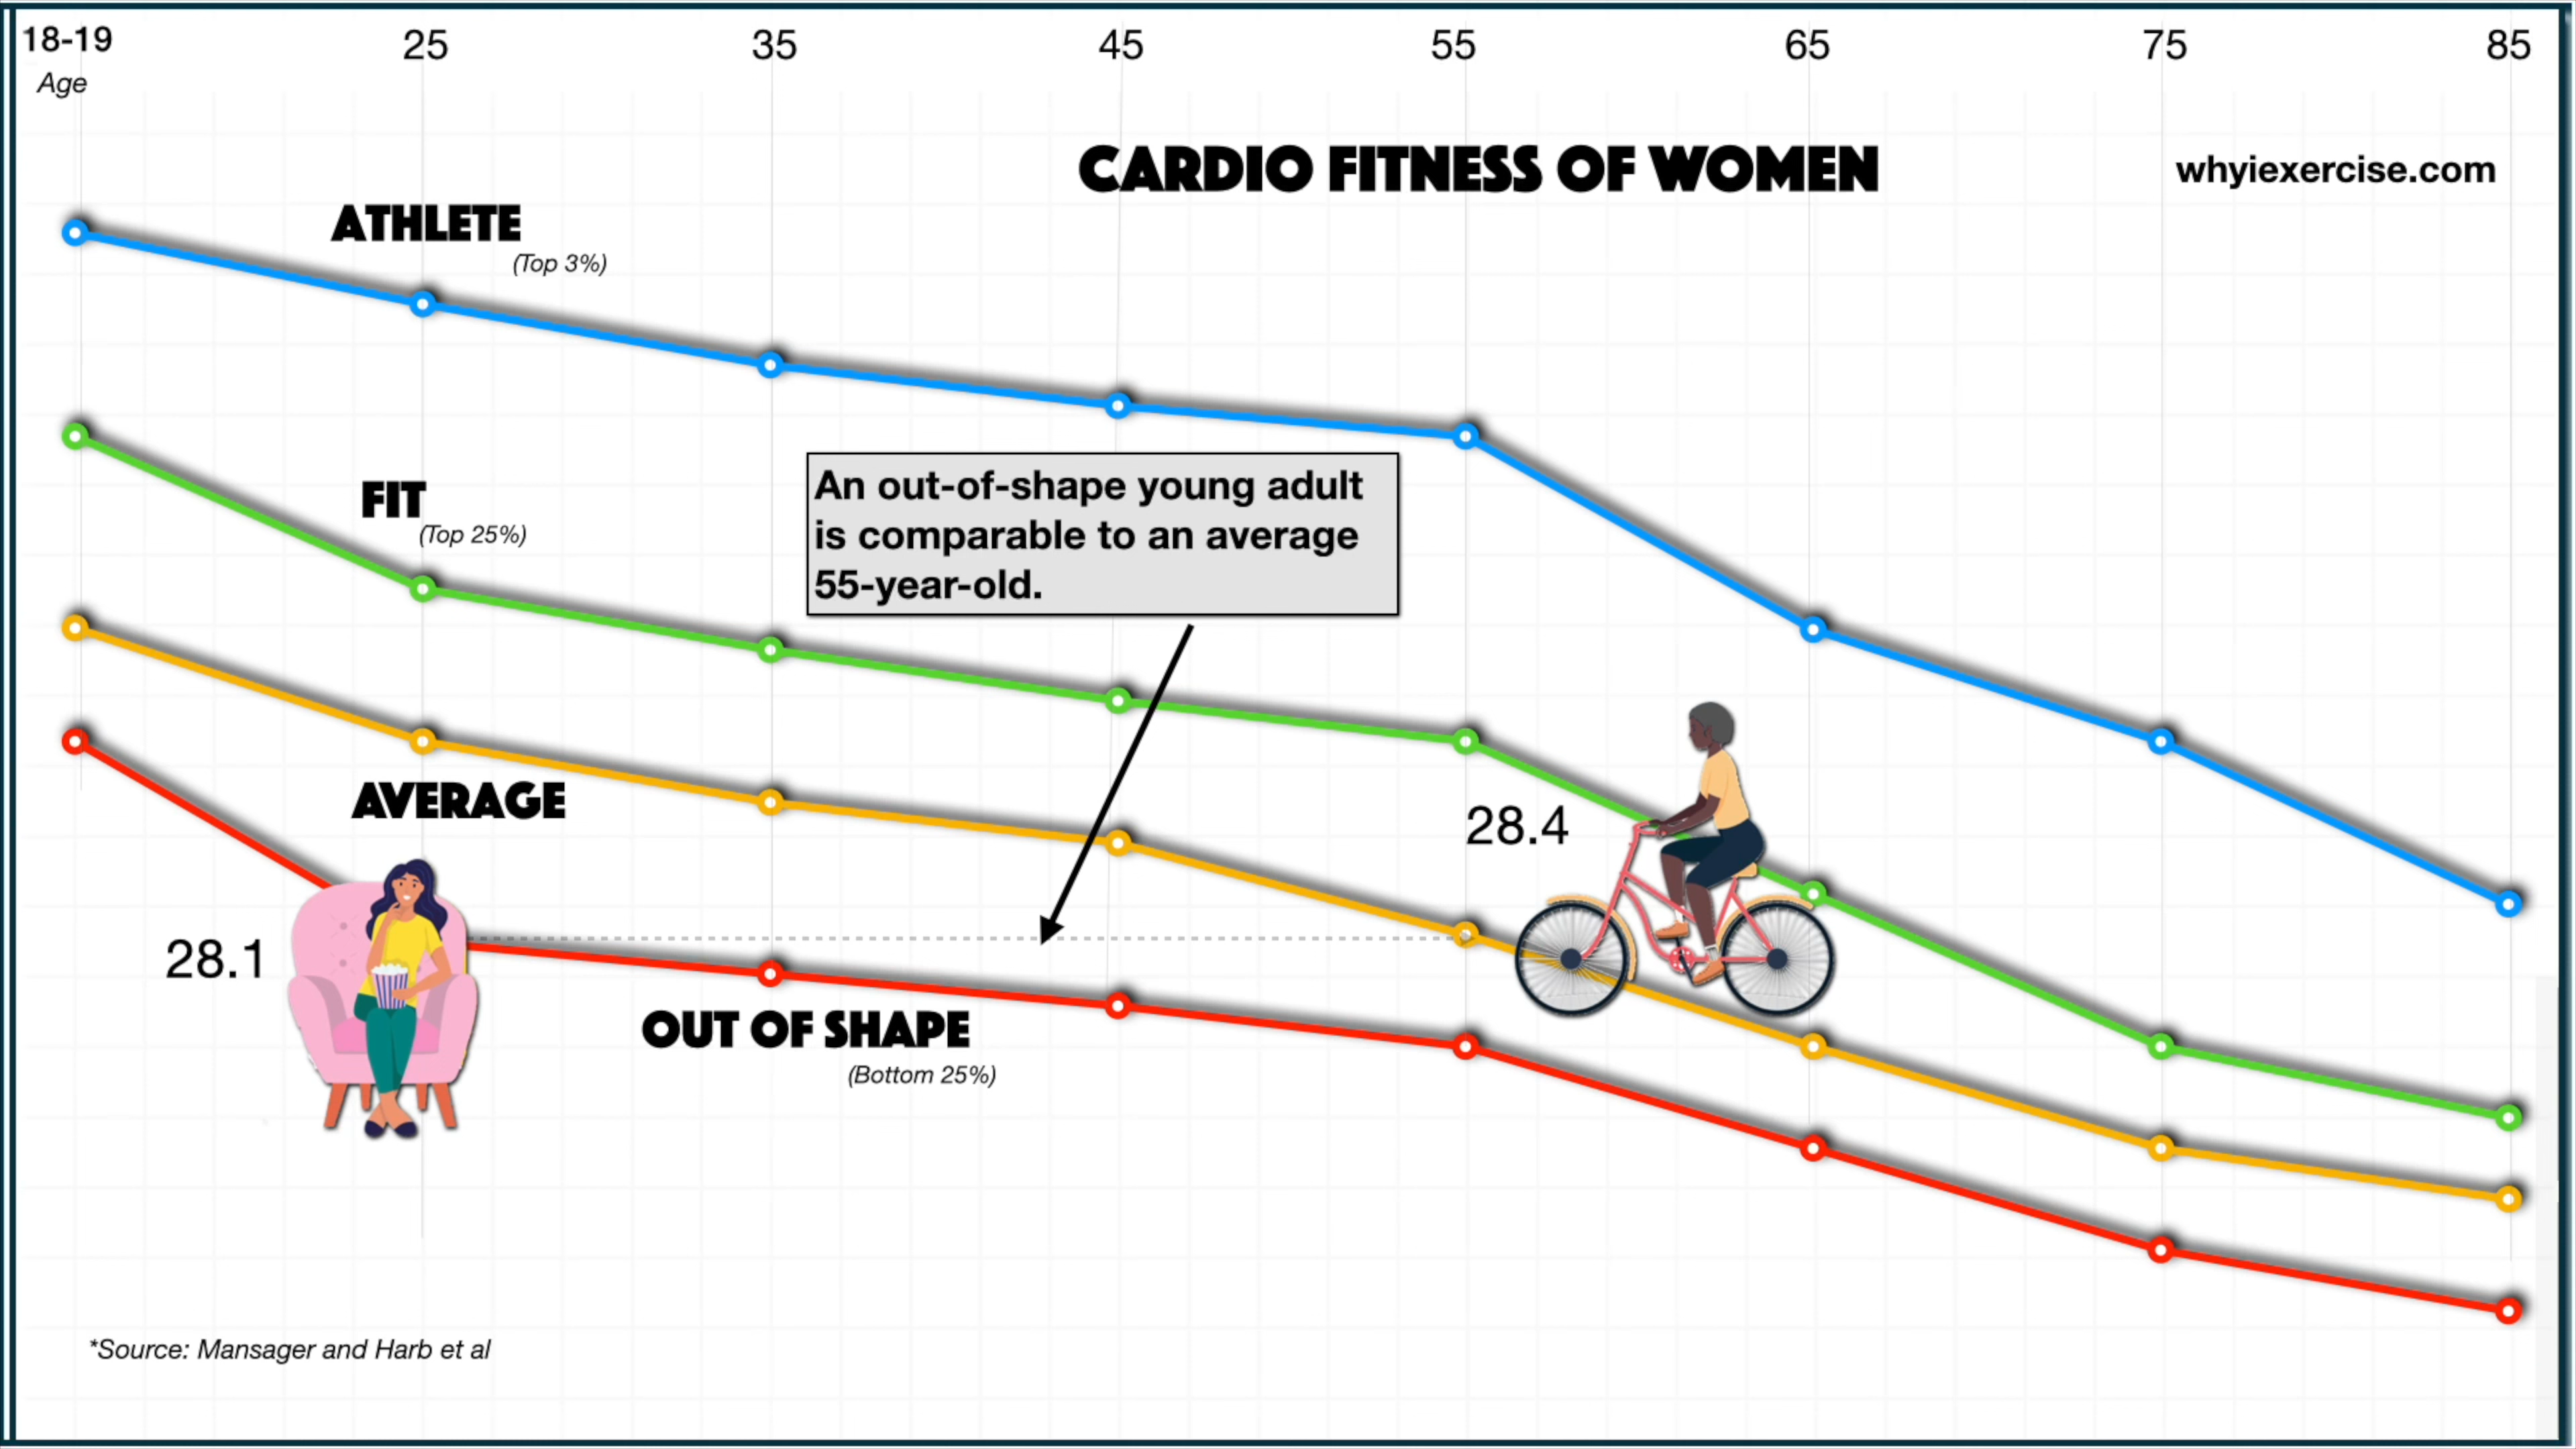 18-19 25 35 45 55 65 75 85
Age
CARDIO FITNESS OF WOMEN
whyiexercise.com
ATHLETE
(Top 3%)
FIT
(Top 25%)
An out-of-shape young adult
is comparable to an average
55-year-old.
AVERAGE
28.4
28.1
OUT OF SHAPE
(Bottom 25%)
*Source: Mansager and Harb et al